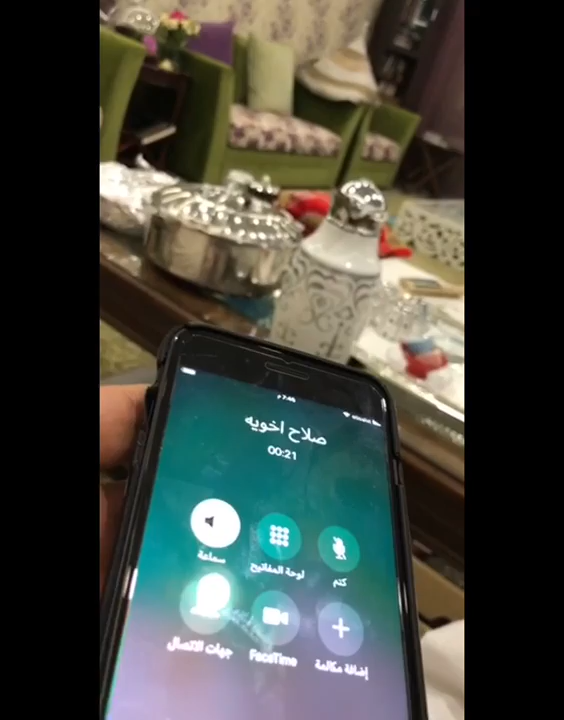 صلاح اخويه
00:21
كتم
لوحة المفاتيح
سماعة
إضافة مكالمة
FaceTime
جهات الاتصال